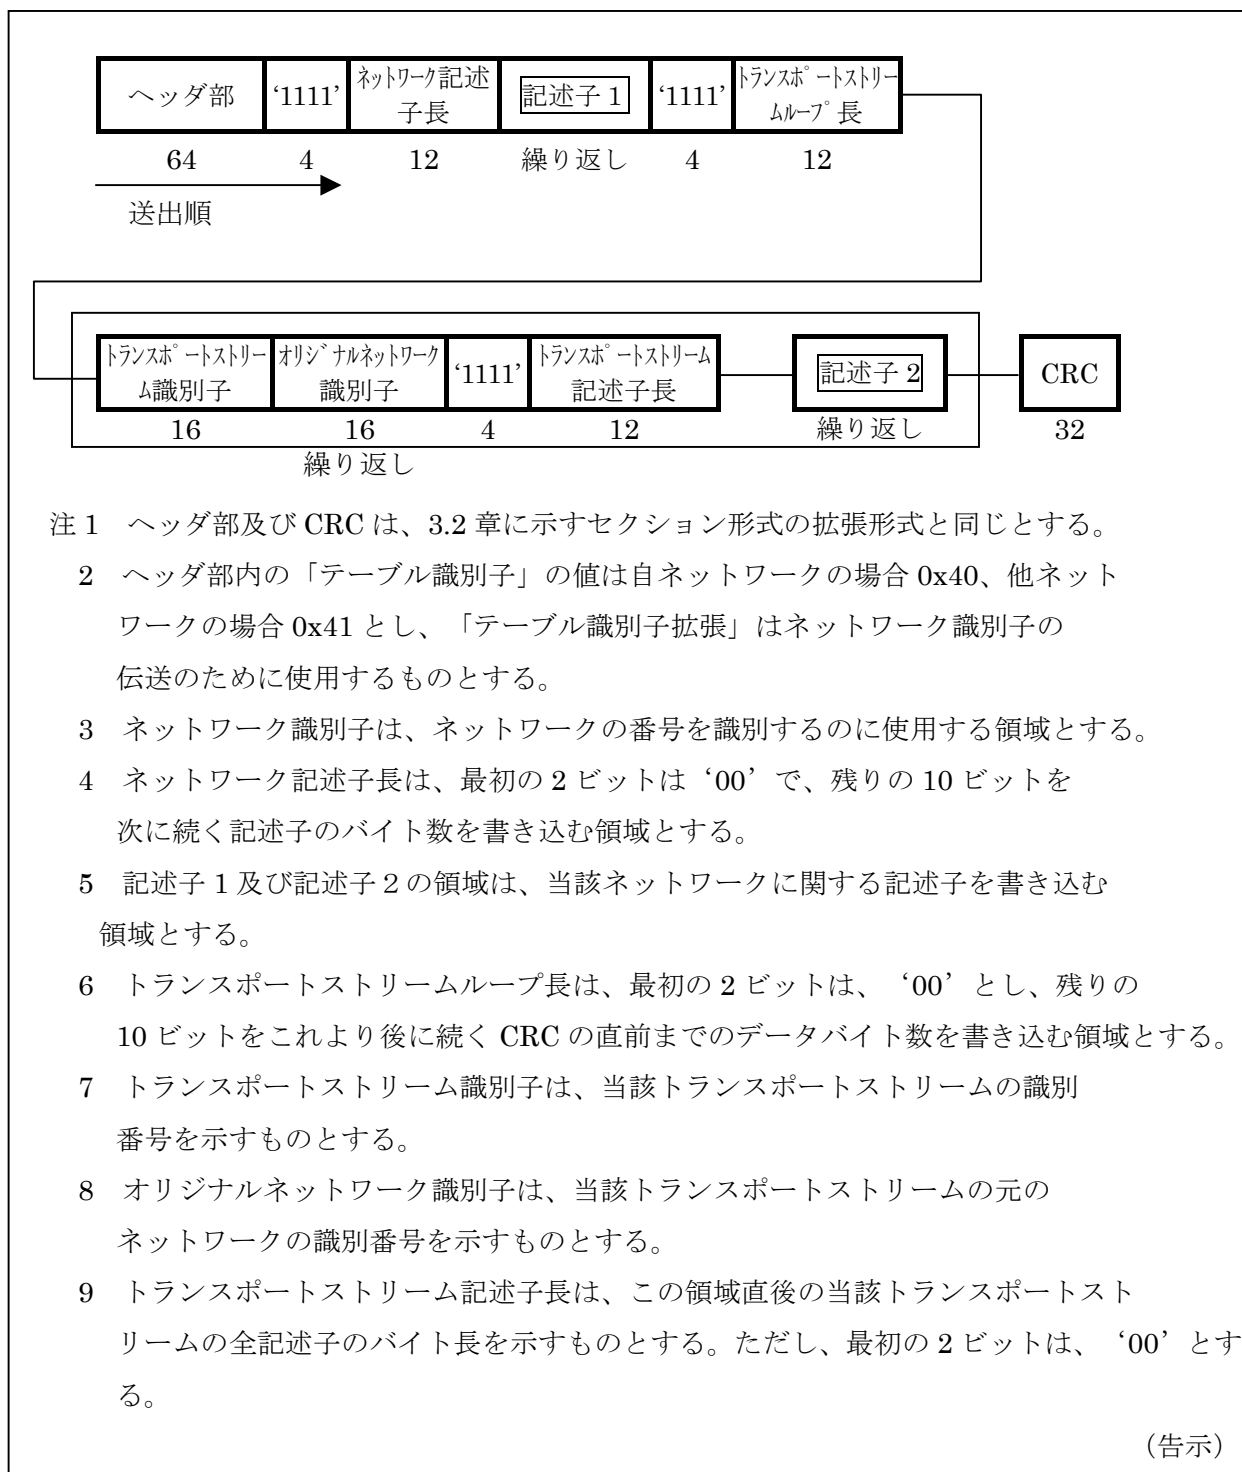 ヘッダ部 ‘1111’ ネットワーク記述子長 記述子 1 ‘1111’ トランスポートストリームループ長
64 4 12 繰り返し 4 12
送出順
トランスポートストリーム識別子 オリジナルネットワーク識別子 ‘1111’ トランスポートストリーム記述子長 記述子 2 CRC
16 16 4 12 繰り返し 32
繰り返し
注 1 ヘッダ部及び CRC は、3.2 章に示すセクション形式の拡張形式と同じとする。
2 ヘッダ部内の「テーブル識別子」の値は自ネットワークの場合 0x40、他ネット
ワークの場合 0x41 とし、「テーブル識別子拡張」はネットワーク識別子の
伝送のために使用するものとする。
3 ネットワーク識別子は、ネットワークの番号を識別するのに使用する領域とする。
4 ネットワーク記述子長は、最初の 2 ビットは‘00’で、残りの 10 ビットを
次に続く記述子のバイト数を書き込む領域とする。
5 記述子 1 及び記述子２の領域は、当該ネットワークに関する記述子を書き込む
領域とする。
6 トランスポートストリームループ長は、最初の 2 ビットは、‘00’とし、残りの
10 ビットをこれより後に続く CRC の直前までのデータバイト数を書き込む領域とする。
7 トランスポートストリーム識別子は、当該トランスポートストリームの識別
番号を示すものとする。
8 オリジナルネットワーク識別子は、当該トランスポートストリームの元の
ネットワークの識別番号を示すものとする。
9 トランスポートストリーム記述子長は、この領域直後の当該トランスポートスト
リームの全記述子のバイト長を示すものとする。ただし、最初の 2 ビットは、‘00’とす
る。
（告示）